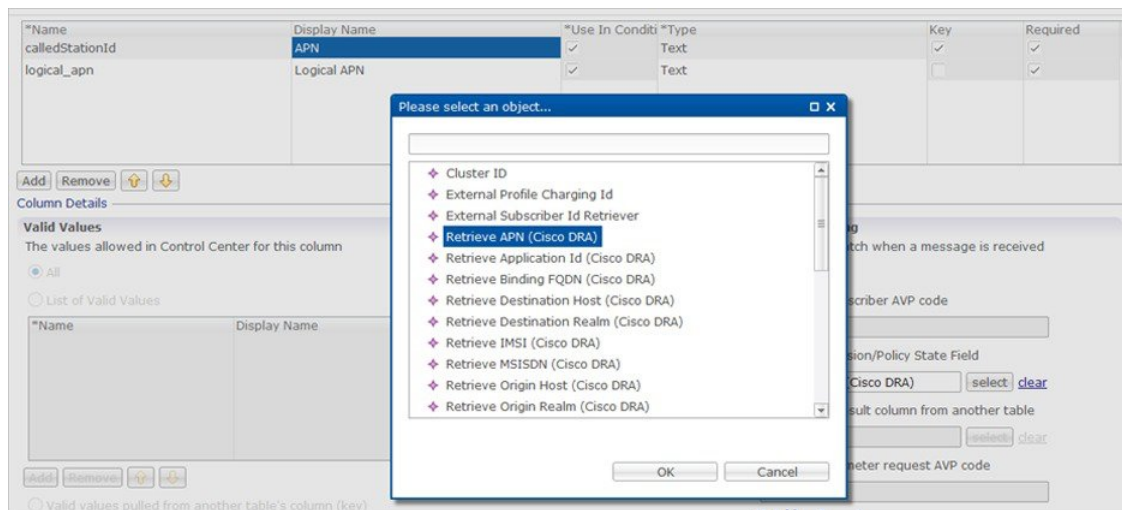 *Name Display Name *Use In Conditi *Type Key Required
calledStationId APN Text
logical_apn Logical APN Text
Please select an object...
Cluster ID
External Profile Charging Id
External Subscriber Id Retriever
Retrieve APN (Cisco DRA)
Retrieve Application Id (Cisco DRA)
Retrieve Binding FQDN (Cisco DRA)
Retrieve Destination Host (Cisco DRA)
Retrieve Destination Realm (Cisco DRA)
Retrieve IMSI (Cisco DRA)
Retrieve MSISDN (Cisco DRA)
Retrieve Origin Host (Cisco DRA)
Retrieve Origin Realm (Cisco DRA)
OK Cancel
Add Remove
Column Details
Valid Values
The values allowed in Control Center for this column
All
List of Valid Values
*Name Display Name
Add Remove
Valid values pulled from another table's column (key)
g
tch when a message is received
scriber AVP code
sion/Policy State Field
(Cisco DRA) select clear
sult column from another table
select clear
meter request AVP code